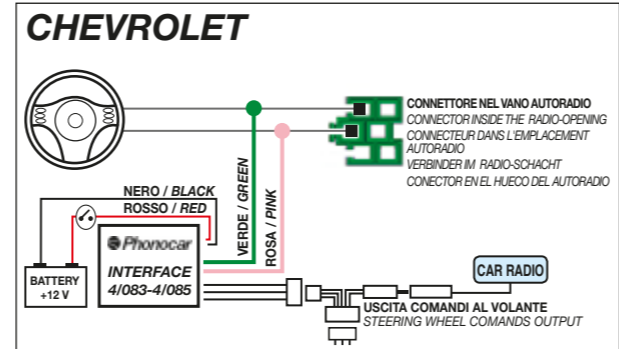 CHEVROLET
CONNETTORE NEL VANO AUTORADIO
CONNECTOR INSIDE THE RADIO-OPENING
CONNECTEUR DANS L'EMPLACEMENT
AUTORADIO
VERBINDER IM RADIO-SCHACHT
CONECTOR EN EL HUECO DEL AUTORADIO
NERO / BLACK
ROSSO / RED
VERDE / GREEN
ROSA / PINK
Phonocar
INTERFACE
4/083-4/085
BATTERY
+12 V
CAR RADIO
USCITA COMANDI AL VOLANTE
STEERING WHEEL COMANDS OUTPUT